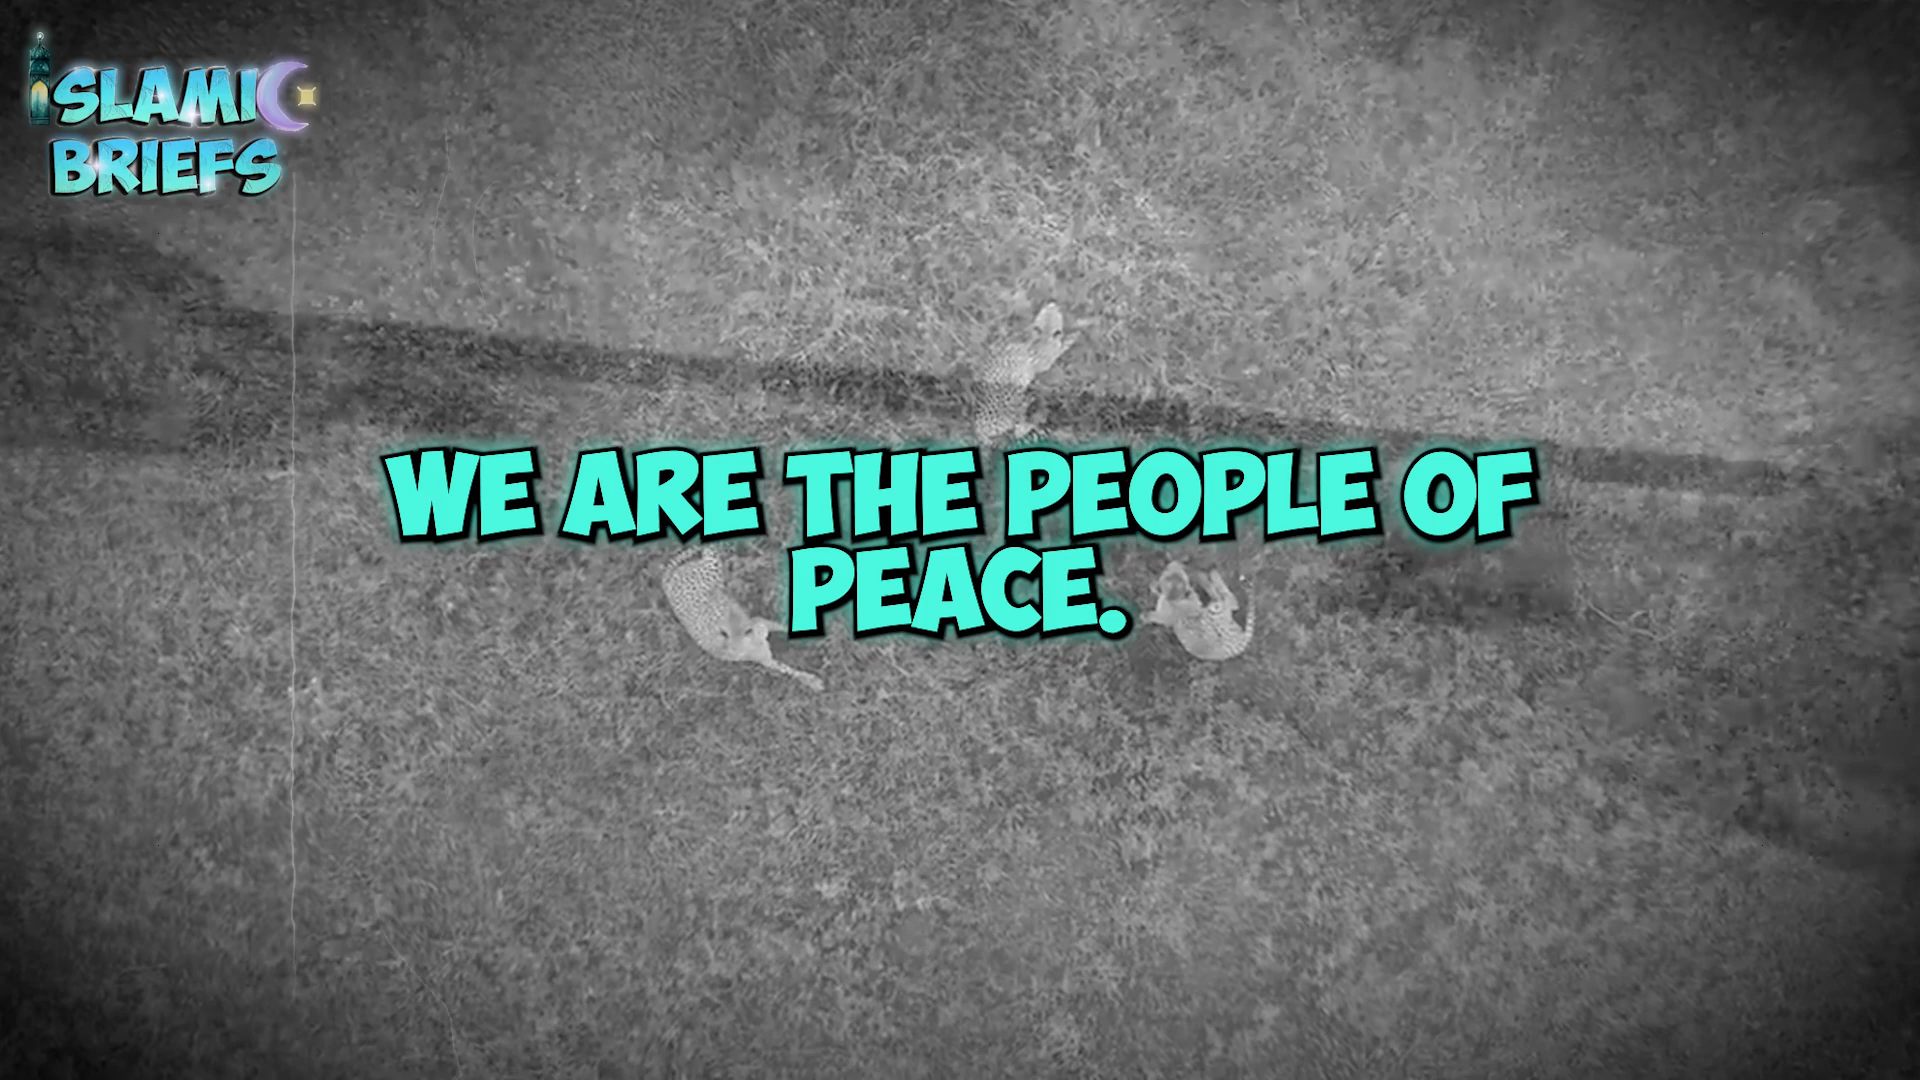 ISLAMIC
BRIEFS
WE ARE THE PEOPLE OF
PEACE.